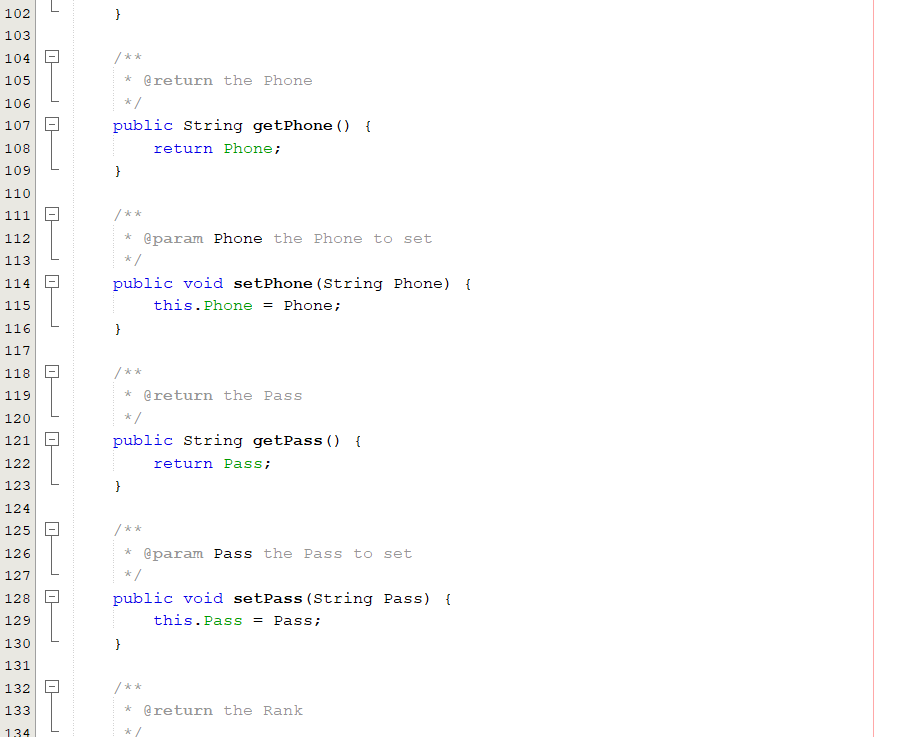 102         }
103
104         /**
105          * @return the Phone
106          */
107         public String getPhone() {
108             return Phone;
109         }
110
111         /**
112          * @param Phone the Phone to set
113          */
114         public void setPhone(String Phone) {
115             this.Phone = Phone;
116         }
117
118         /**
119          * @return the Pass
120          */
121         public String getPass() {
122             return Pass;
123         }
124
125         /**
126          * @param Pass the Pass to set
127          */
128         public void setPass(String Pass) {
129             this.Pass = Pass;
130         }
131
132         /**
133          * @return the Rank
134          */